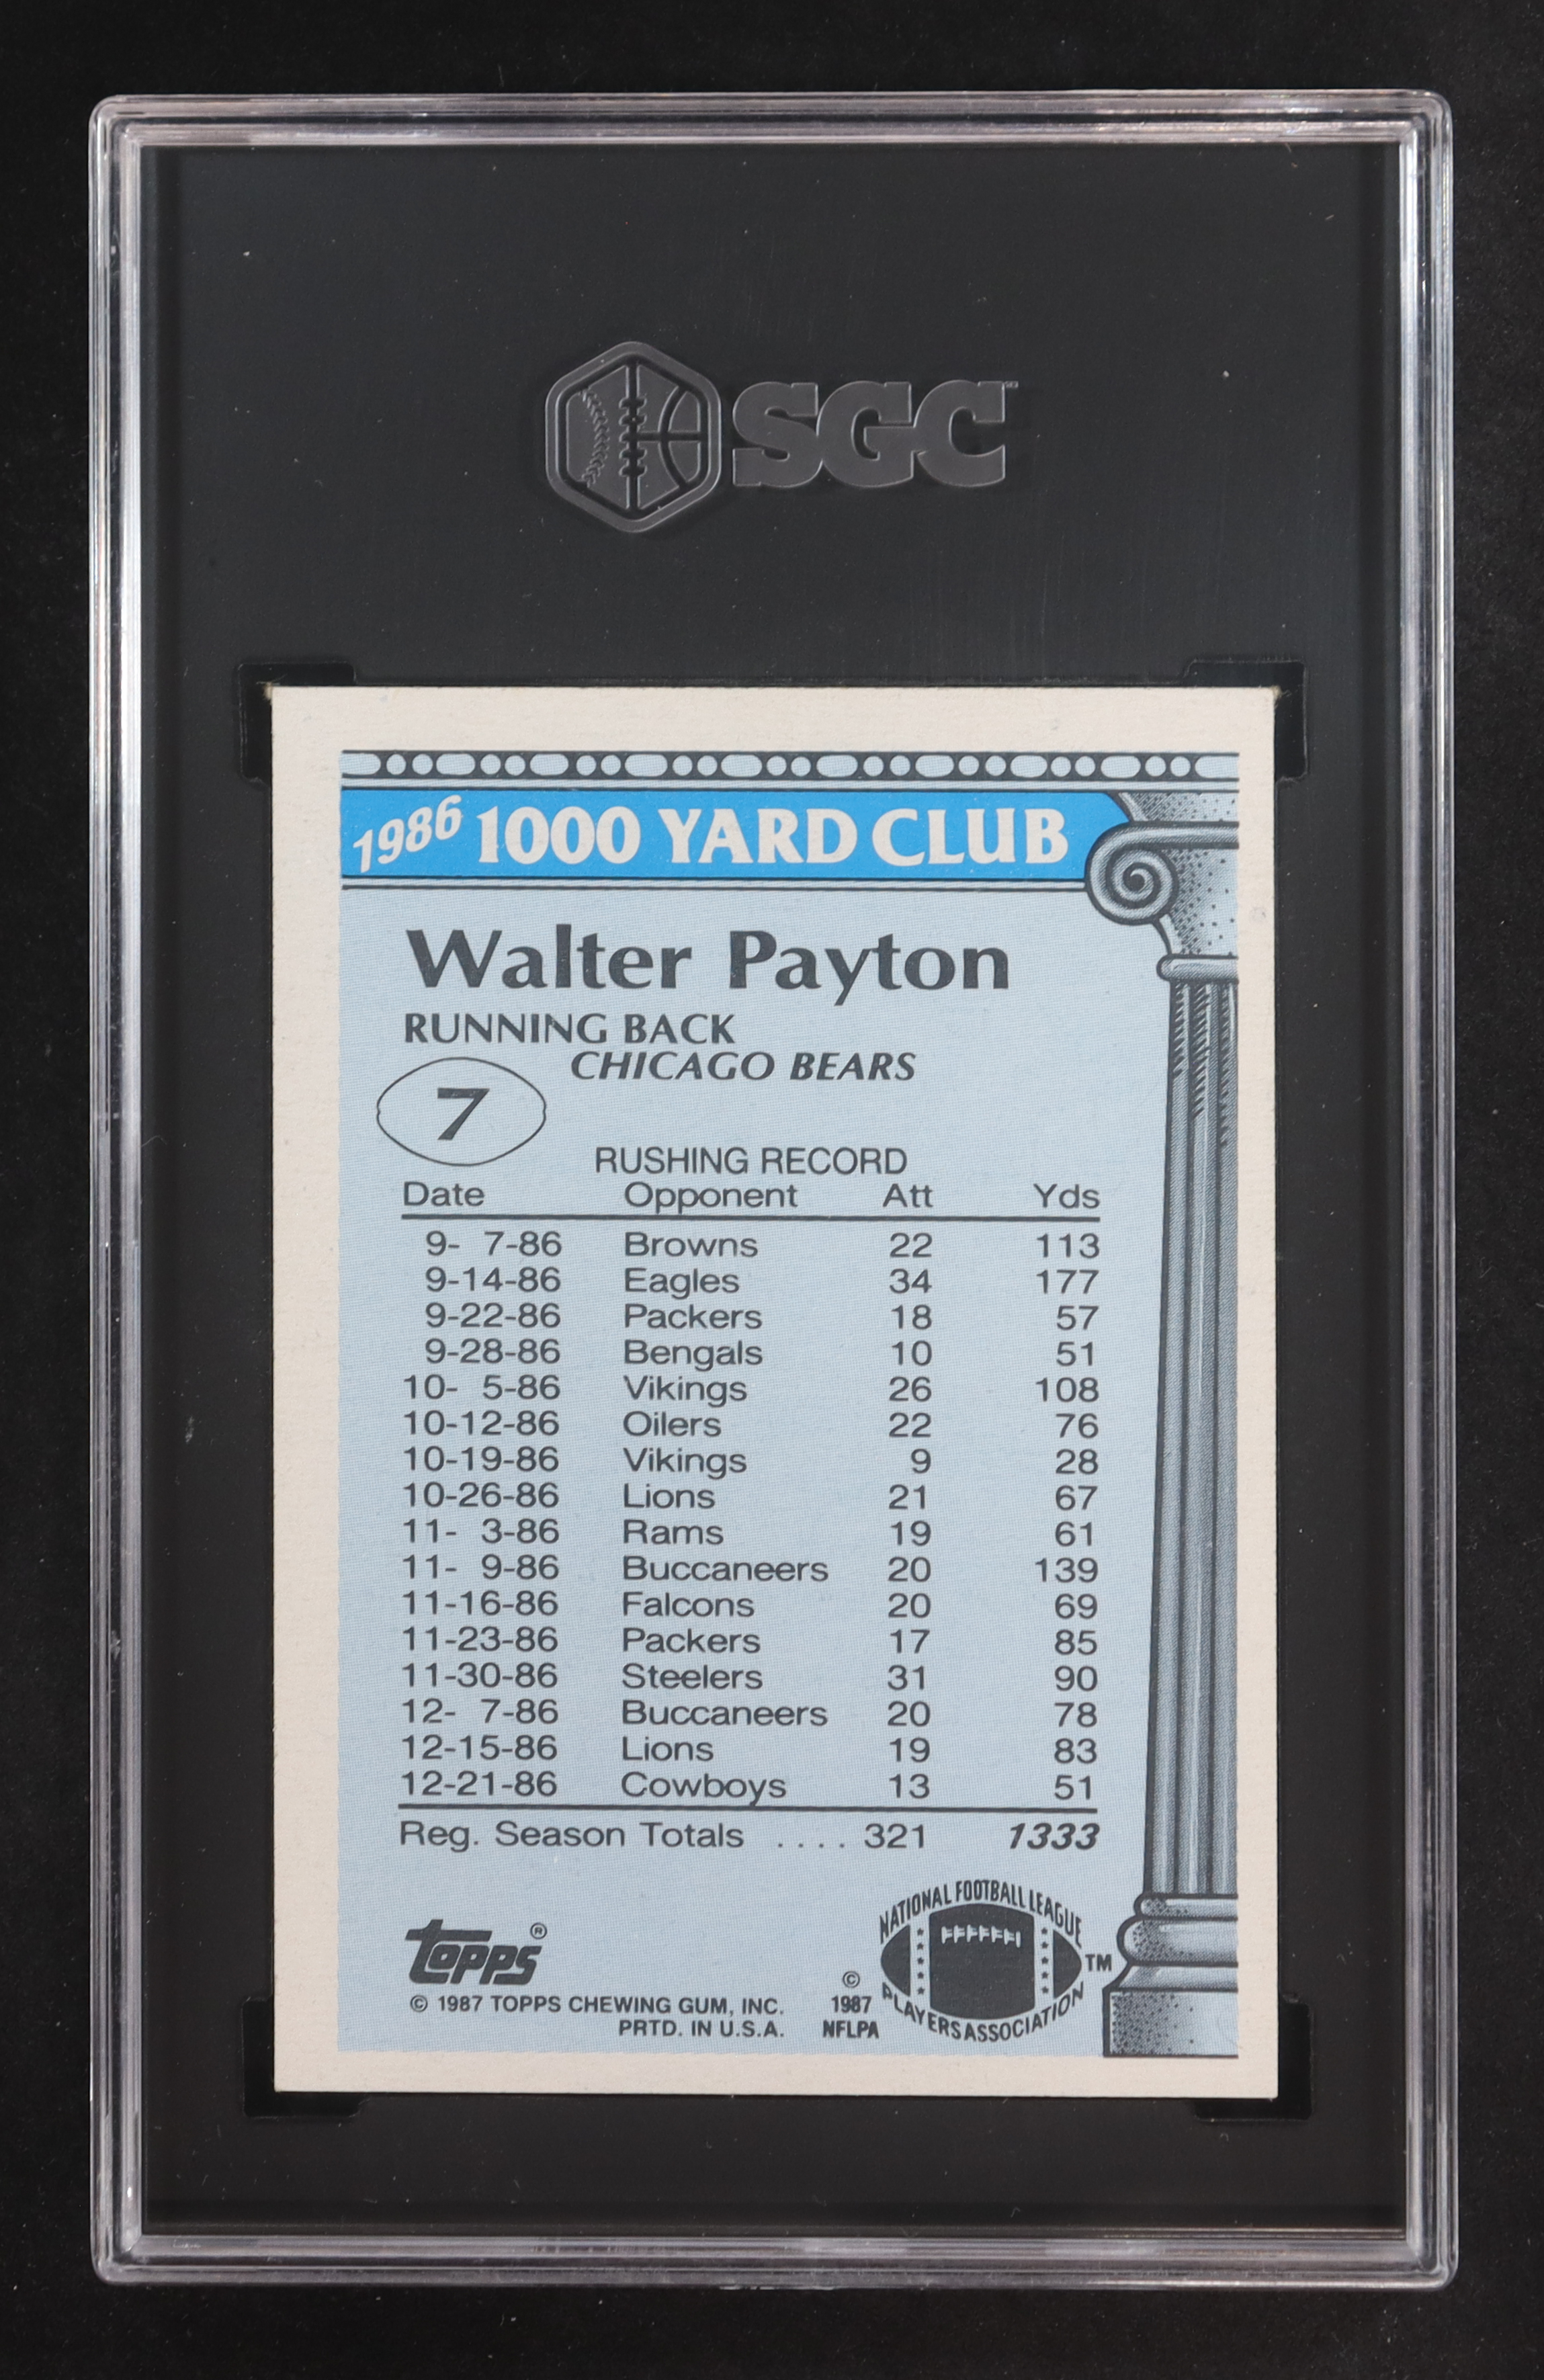 SGC
1986 1000 YARD CLUB
Walter Payton
RUNNING BACK
CHICAGO BEARS
7
RUSHING RECORD
Date Opponent Att Yds
9- 7-86 Browns 22 113
9-14-86 Eagles 34 177
9-22-86 Packers 18 57
9-28-86 Bengals 10 51
10- 5-86 Vikings 26 108
10-12-86 Oilers 22 76
10-19-86 Vikings 9 28
10-26-86 Lions 21 67
11- 3-86 Rams 19 61
11- 9-86 Buccaneers 20 139
11-16-86 Falcons 20 69
11-23-86 Packers 17 85
11-30-86 Steelers 31 90
12- 7-86 Buccaneers 20 78
12-15-86 Lions 19 83
12-21-86 Cowboys 13 51
Reg. Season Totals .... 321 1333
topps®
© 1987 TOPPS CHEWING GUM, INC.
PRTD. IN U.S.A.
©
1987
NFLPA
NATIONAL FOOTBALL LEAGUE
PLAYERS ASSOCIATION
TM